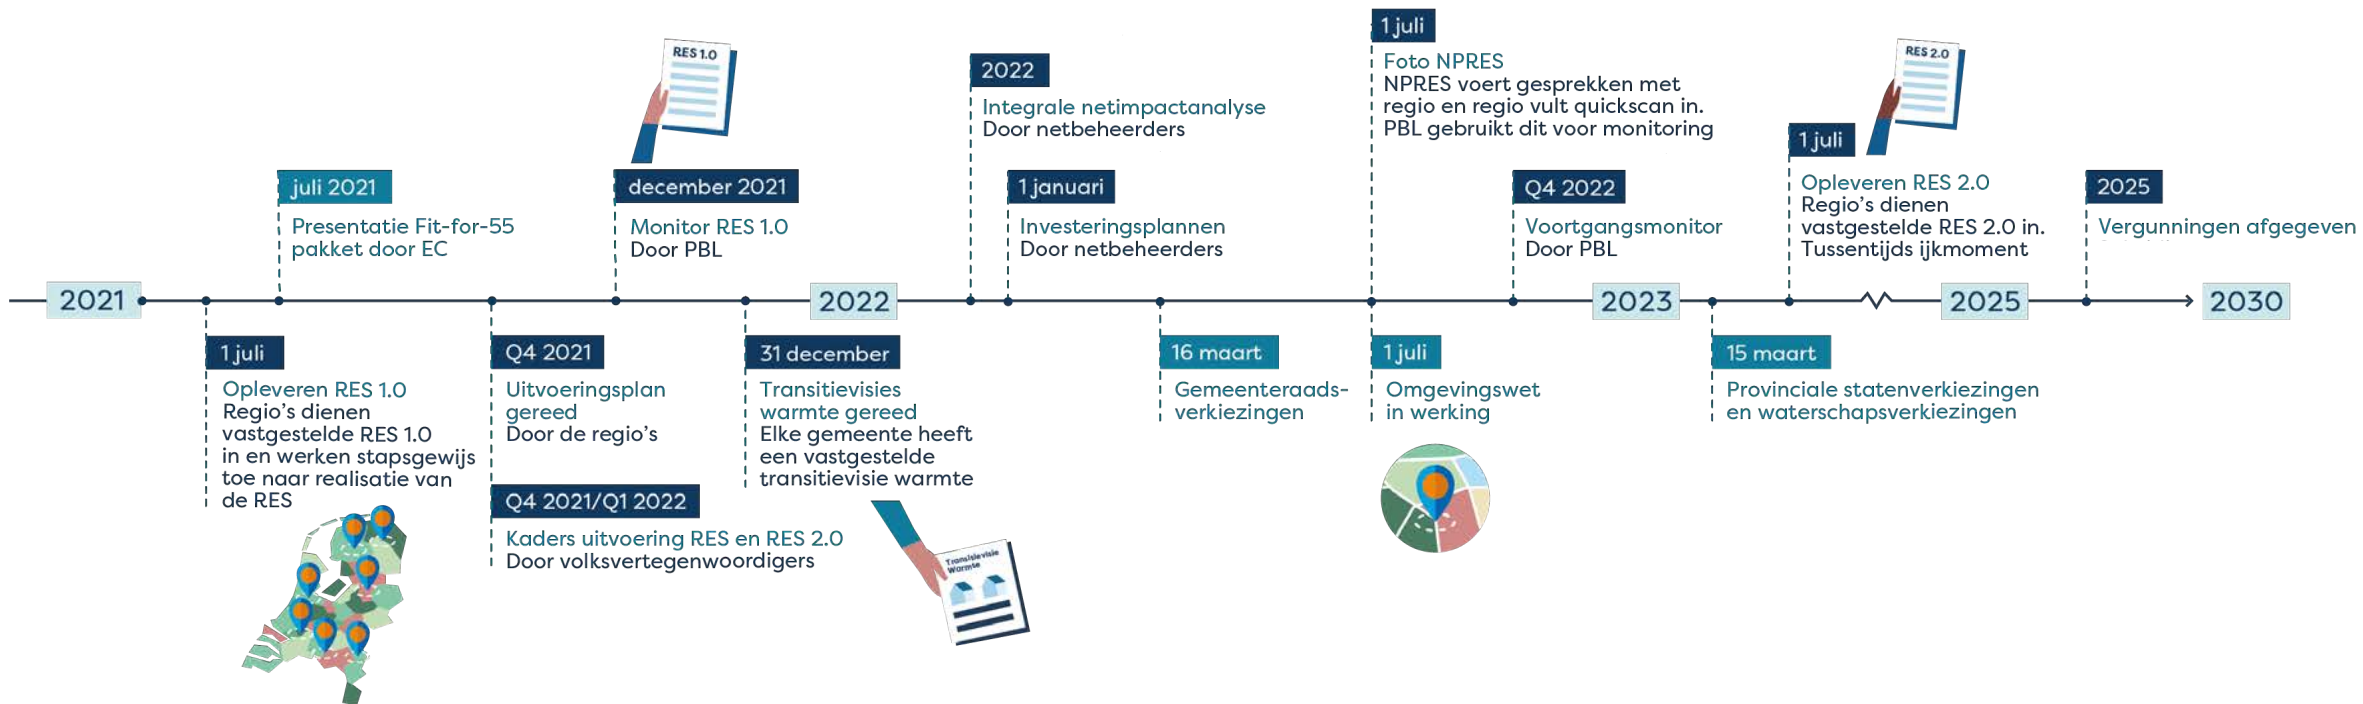 1 juli
Foto NPRES
NPRES voert gesprekken met
regio en regio vult quickscan in.
PBL gebruikt dit voor monitoring
RES 1.0
RES 2.0
2022
Integrale netimpactanalyse
Door netbeheerders
1 juli
Opleveren RES 2.0
Regio's dienen
vastgestelde RES 2.0 in.
Tussentijds ijkmoment
juli 2021
Presentatie Fit-for-55
pakket door EC
december 2021
Monitor RES 1.0
Door PBL
1 januari
Investeringsplannen
Door netbeheerders
Q4 2022
Voortgangsmonitor
Door PBL
2025
Vergunningen afgegeven
2021
2022
2023
2025
2030
1 juli
Opleveren RES 1.0
Regio's dienen
vastgestelde RES 1.0
in en werken stapsgewijs
toe naar realisatie van
de RES
Q4 2021
Uitvoeringsplan
gereed
Door de regio's
Q4 2021/Q1 2022
Kaders uitvoering RES en RES 2.0
Door volksvertegenwoordigers
31 december
Transitievisies
warmte gereed
Elke gemeente heeft
een vastgestelde
transitievisie warmte
Transitievisie
Warmte
16 maart
Gemeenteraads-
verkiezingen
1 juli
Omgevingswet
in werking
15 maart
Provinciale statenverkiezingen
en waterschapsverkiezingen